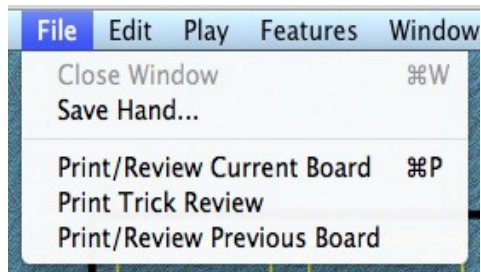 File Edit Play Features Window
Close Window ⌘W
Save Hand...
Print/Review Current Board ⌘P
Print Trick Review
Print/Review Previous Board